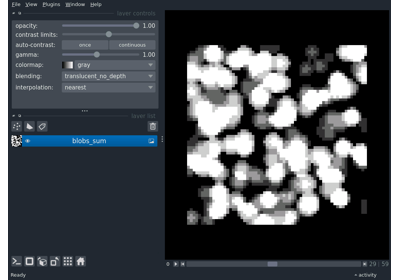 File View Plugins Window Help
layer controls
opacity: 1.00
contrast limits:
auto-contrast: once continuous
gamma: 1.00
colormap: gray
blending: translucent_no_depth
interpolation: nearest
layer list
blobs_sum
29 59
Ready activity